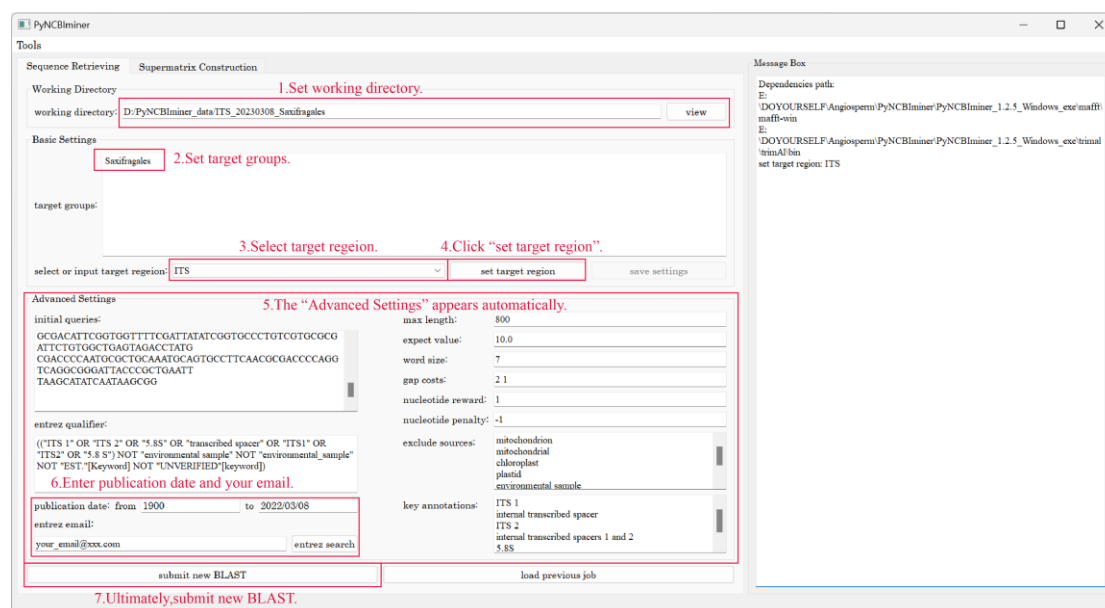 PyNCBIminer
Tools
Sequence Retrieving
Supermatrix Construction
Working Directory
1.Set working directory.
working directory: D:/PyNCBIminer_data/ITS_20230308_Saxifragales
view
Basic Settings
Saxifragales
2.Set target groups.
target groups:
3.Select target regeion.
4.Click “set target region”.
select or input target regeion: ITS
set target region
save settings
Advanced Settings
5.The “Advanced Settings” appears automatically.
initial queries:
GCGACATTCGGTGGTTTTCGATTATATCGGTGCCCTGTCGTGCGCG
ATTCTGTGGCTGAGTAGACCTATG
CGACCCCAATGCGCTGCAAATGCAGTGCCTTCAACGCGACCCCAGG
TCAGGCGGGATTACCCGCTGAATT
TAAGCATATCAATAAGCGG
entrez qualifier:
(("ITS 1" OR "ITS 2" OR "5.8S" OR "transcribed spacer" OR "ITS1" OR
"ITS2" OR "5.8 S") NOT "environmental sample" NOT "environmental_sample"
NOT "EST."[Keyword] NOT "UNVERIFIED"[keyword])
6.Enter publication date and your email.
publication date: from 1900 to 2022/03/08
entrez email:
your_email@xxx.com
entrez search
max length: 800
expect value: 10.0
word size: 7
gap costs: 2 1
nucleotide reward: 1
nucleotide penalty: -1
exclude sources:
mitochondrion
mitochondrial
chloroplast
plastid
environmental sample
key annotations:
ITS 1
internal transcribed spacer
ITS 2
internal transcribed spacers 1 and 2
5.8S
submit new BLAST
load previous job
7.Ultimately,submit new BLAST.
Message Box
Dependencies path:
E:
\DOYOURSELF\Angiosperm\PyNCBIminer\PyNCBIminer_1.2.5_Windows_exe\mafft\
mafft-win
E:
\DOYOURSELF\Angiosperm\PyNCBIminer\PyNCBIminer_1.2.5_Windows_exe\trimal
\trimAl\bin
set target region: ITS